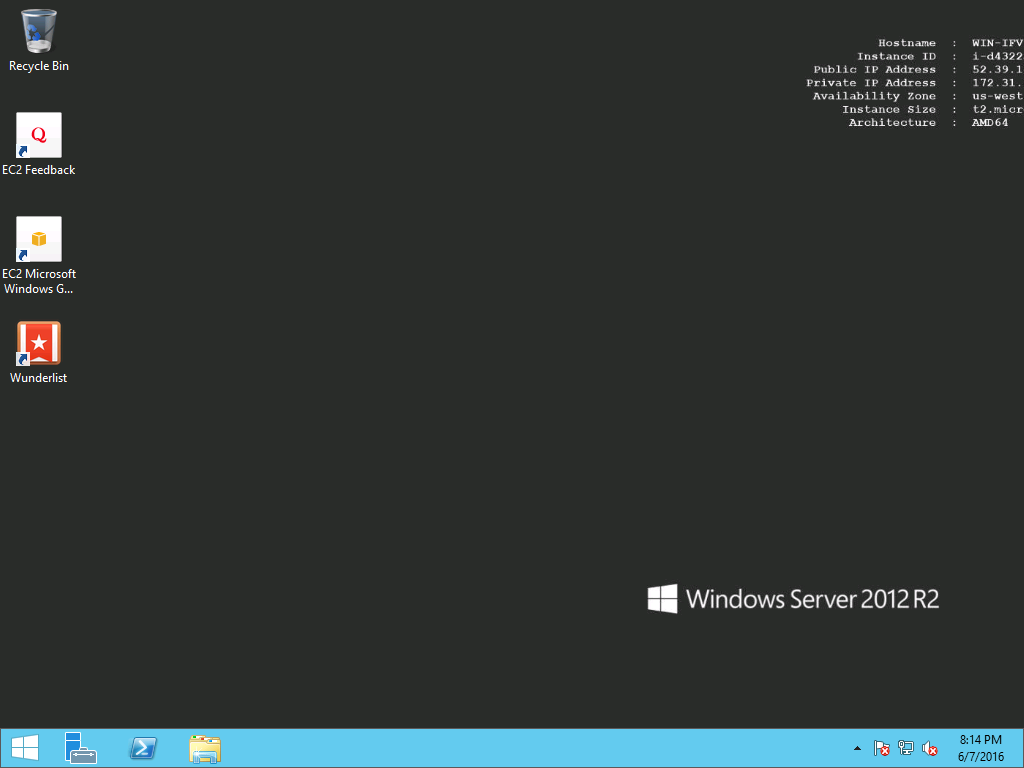 Recycle Bin
EC2 Feedback
EC2 Microsoft
Windows G...
Wunderlist
Hostname : WIN-IFV
Instance ID : i-d4322
Public IP Address : 52.39.1
Private IP Address : 172.31.
Availability Zone : us-west
Instance Size : t2.micr
Architecture : AMD64
Windows Server 2012 R2
8:14 PM
6/7/2016